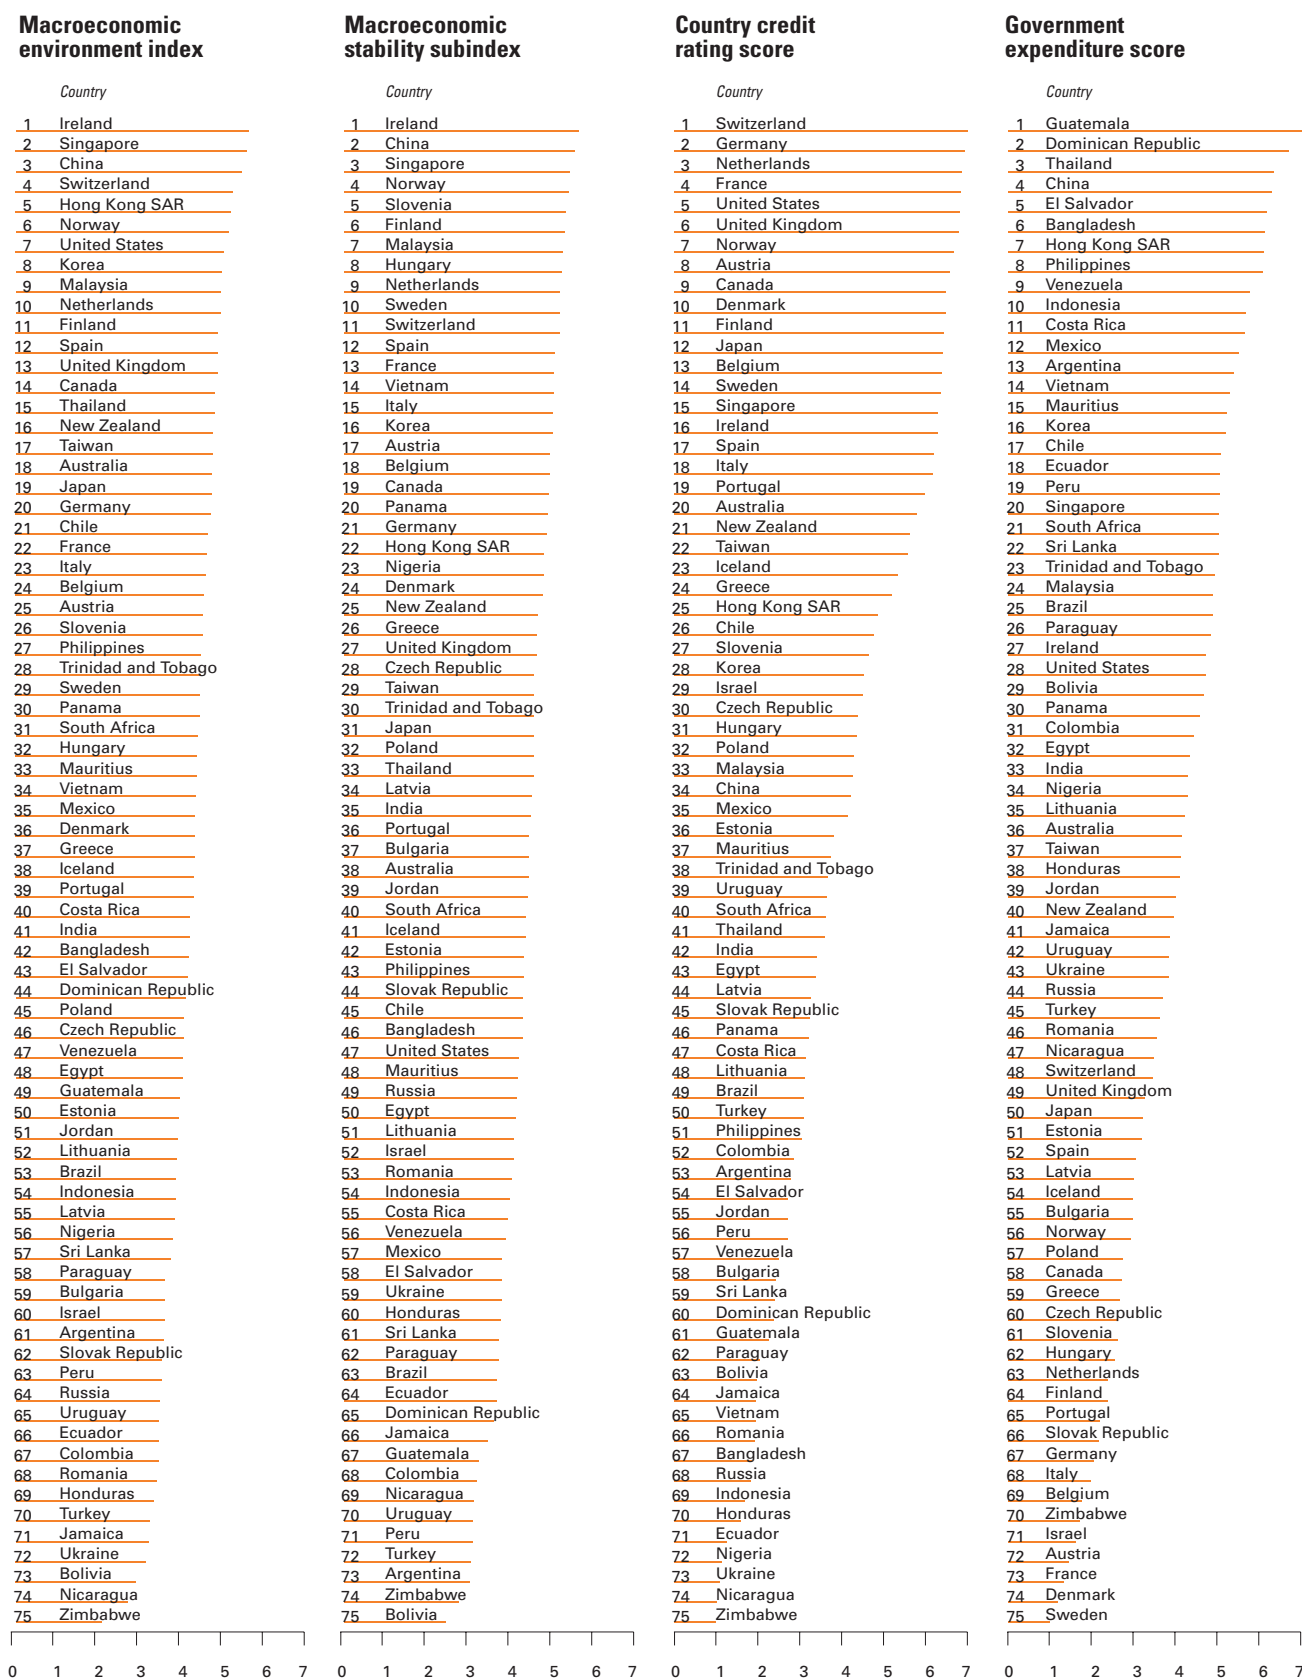 Macroeconomic
environment index
Country
1 Ireland
2 Singapore
3 China
4 Switzerland
5 Hong Kong SAR
6 Norway
7 United States
8 Korea
9 Malaysia
10 Netherlands
11 Finland
12 Spain
13 United Kingdom
14 Canada
15 Thailand
16 New Zealand
17 Taiwan
18 Australia
19 Japan
20 Germany
21 Chile
22 France
23 Italy
24 Belgium
25 Austria
26 Slovenia
27 Philippines
28 Trinidad and Tobago
29 Sweden
30 Panama
31 South Africa
32 Hungary
33 Mauritius
34 Vietnam
35 Mexico
36 Denmark
37 Greece
38 Iceland
39 Portugal
40 Costa Rica
41 India
42 Bangladesh
43 El Salvador
44 Dominican Republic
45 Poland
46 Czech Republic
47 Venezuela
48 Egypt
49 Guatemala
50 Estonia
51 Jordan
52 Lithuania
53 Brazil
54 Indonesia
55 Latvia
56 Nigeria
57 Sri Lanka
58 Paraguay
59 Bulgaria
60 Israel
61 Argentina
62 Slovak Republic
63 Peru
64 Russia
65 Uruguay
66 Ecuador
67 Colombia
68 Romania
69 Honduras
70 Turkey
71 Jamaica
72 Ukraine
73 Bolivia
74 Nicaragua
75 Zimbabwe
0 1 2 3 4 5 6 7
Macroeconomic
stability subindex
Country
1 Ireland
2 China
3 Singapore
4 Norway
5 Slovenia
6 Finland
7 Malaysia
8 Hungary
9 Netherlands
10 Sweden
11 Switzerland
12 Spain
13 France
14 Vietnam
15 Italy
16 Korea
17 Austria
18 Belgium
19 Canada
20 Panama
21 Germany
22 Hong Kong SAR
23 Nigeria
24 Denmark
25 New Zealand
26 Greece
27 United Kingdom
28 Czech Republic
29 Taiwan
30 Trinidad and Tobago
31 Japan
32 Poland
33 Thailand
34 Latvia
35 India
36 Portugal
37 Bulgaria
38 Australia
39 Jordan
40 South Africa
41 Iceland
42 Estonia
43 Philippines
44 Slovak Republic
45 Chile
46 Bangladesh
47 United States
48 Mauritius
49 Russia
50 Egypt
51 Lithuania
52 Israel
53 Romania
54 Indonesia
55 Costa Rica
56 Venezuela
57 Mexico
58 El Salvador
59 Ukraine
60 Honduras
61 Sri Lanka
62 Paraguay
63 Brazil
64 Ecuador
65 Dominican Republic
66 Jamaica
67 Guatemala
68 Colombia
69 Nicaragua
70 Uruguay
71 Peru
72 Turkey
73 Argentina
74 Zimbabwe
75 Bolivia
0 1 2 3 4 5 6 7
Country credit
rating score
Country
1 Switzerland
2 Germany
3 Netherlands
4 France
5 United States
6 United Kingdom
7 Norway
8 Austria
9 Canada
10 Denmark
11 Finland
12 Japan
13 Belgium
14 Sweden
15 Singapore
16 Ireland
17 Spain
18 Italy
19 Portugal
20 Australia
21 New Zealand
22 Taiwan
23 Iceland
24 Greece
25 Hong Kong SAR
26 Chile
27 Slovenia
28 Korea
29 Israel
30 Czech Republic
31 Hungary
32 Poland
33 Malaysia
34 China
35 Mexico
36 Estonia
37 Mauritius
38 Trinidad and Tobago
39 Uruguay
40 South Africa
41 Thailand
42 India
43 Egypt
44 Latvia
45 Slovak Republic
46 Panama
47 Costa Rica
48 Lithuania
49 Brazil
50 Turkey
51 Philippines
52 Colombia
53 Argentina
54 El Salvador
55 Jordan
56 Peru
57 Venezuela
58 Bulgaria
59 Sri Lanka
60 Dominican Republic
61 Guatemala
62 Paraguay
63 Bolivia
64 Jamaica
65 Vietnam
66 Romania
67 Bangladesh
68 Russia
69 Indonesia
70 Honduras
71 Ecuador
72 Nigeria
73 Ukraine
74 Nicaragua
75 Zimbabwe
0 1 2 3 4 5 6 7
Government
expenditure score
Country
1 Guatemala
2 Dominican Republic
3 Thailand
4 China
5 El Salvador
6 Bangladesh
7 Hong Kong SAR
8 Philippines
9 Venezuela
10 Indonesia
11 Costa Rica
12 Mexico
13 Argentina
14 Vietnam
15 Mauritius
16 Korea
17 Chile
18 Ecuador
19 Peru
20 Singapore
21 South Africa
22 Sri Lanka
23 Trinidad and Tobago
24 Malaysia
25 Brazil
26 Paraguay
27 Ireland
28 United States
29 Bolivia
30 Panama
31 Colombia
32 Egypt
33 India
34 Nigeria
35 Lithuania
36 Australia
37 Taiwan
38 Honduras
39 Jordan
40 New Zealand
41 Jamaica
42 Uruguay
43 Ukraine
44 Russia
45 Turkey
46 Romania
47 Nicaragua
48 Switzerland
49 United Kingdom
50 Japan
51 Estonia
52 Spain
53 Latvia
54 Iceland
55 Bulgaria
56 Norway
57 Poland
58 Canada
59 Greece
60 Czech Republic
61 Slovenia
62 Hungary
63 Netherlands
64 Finland
65 Portugal
66 Slovak Republic
67 Germany
68 Italy
69 Belgium
70 Zimbabwe
71 Israel
72 Austria
73 France
74 Denmark
75 Sweden
0 1 2 3 4 5 6 7